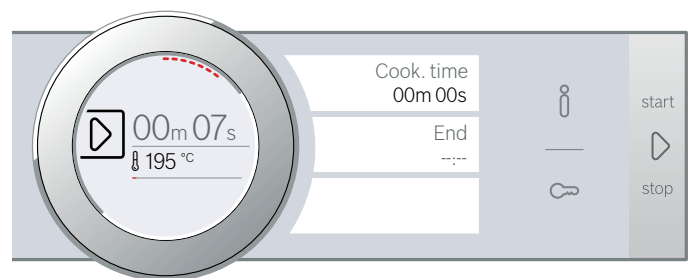 00m 07s
195 °C
Cook. time
00m 00s
End
--:--
start
stop